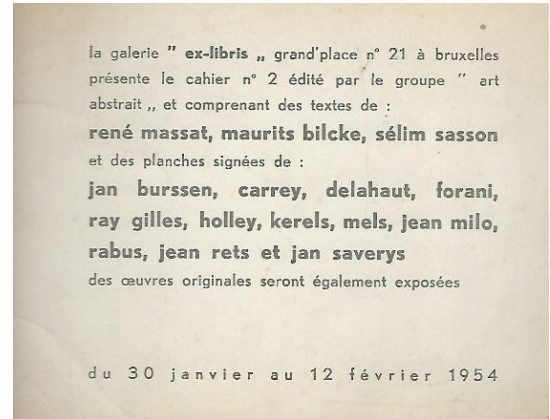 la galerie " ex-libris „ grand'place n° 21 à bruxelles
présente le cahier n° 2 édité par le groupe " art
abstrait „ et comprenant des textes de :
rené massat, maurits bilcke, sélim sasson
et des planches signées de :
jan burssen, carrey, delahaut, forani,
ray gilles, holley, kerels, mels, jean milo,
rabus, jean rets et jan saverys
des œuvres originales seront également exposées
du 30 janvier au 12 février 1954